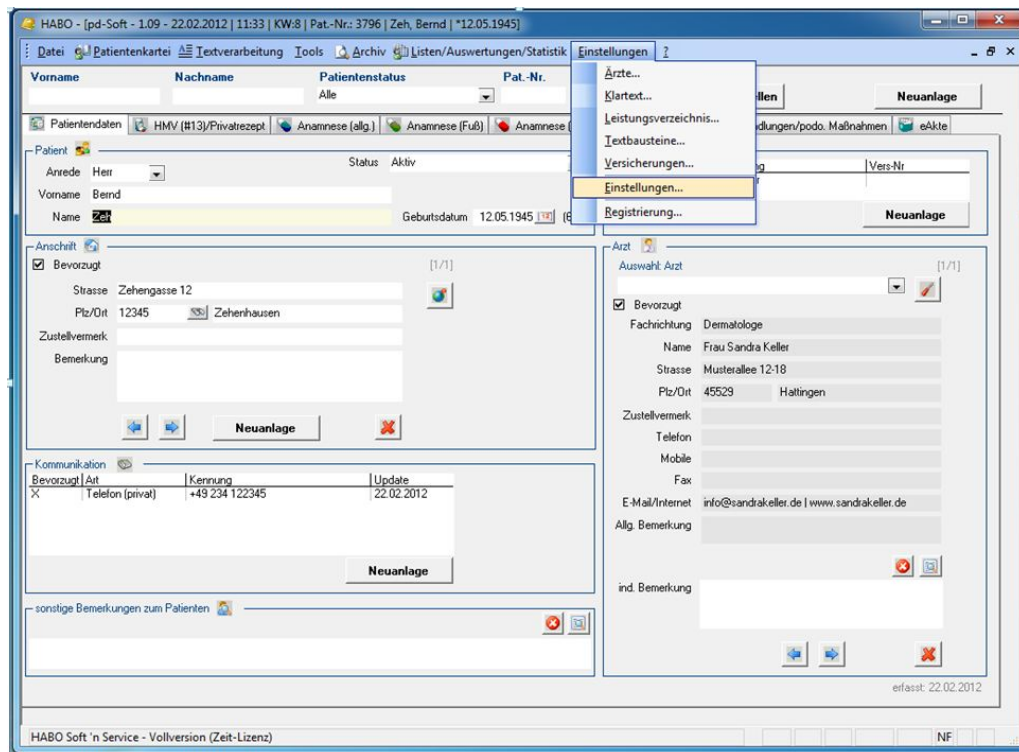 HABO - [pd-Soft - 1.09 - 22.02.2012 | 11:33 | KW:8 | Pat.-Nr.: 3796 | Zeh, Bernd | *12.05.1945]
Datei Patientenkartei Textverarbeitung Tools Archiv Listen/Auswertungen/Statistik Einstellungen ?
Ärzte...
Klartext...
Leistungsverzeichnis...
Textbausteine...
Versicherungen...
Einstellungen...
Registrierung...
Vorname Nachname Patientenstatus Pat.-Nr.
Alle
Neuanlage
Patientendaten HMV (#13)/Privatrezept Anamnese (allg.) Anamnese (Fuß) Anamnese podo. Maßnahmen eAkte
Patient
Status Aktiv
Anrede Herr
Vorname Bernd
Name Zeh Geburtsdatum 12.05.1945
Vers-Nr
Neuanlage
Anschrift
Bevorzugt [1/1]
Strasse Zehengasse 12
Plz/Ort 12345 Zehenhausen
Zustellvermerk
Bemerkung
Neuanlage
Kommunikation
Bevorzugt Art Kennung Update
X Telefon (privat) +49 234 122345 22.02.2012
Neuanlage
sonstige Bemerkungen zum Patienten
Arzt
Auswahl: Arzt [1/1]
Bevorzugt
Fachrichtung Dermatologe
Name Frau Sandra Keller
Strasse Musterallee 12-18
Plz/Ort 45529 Hattingen
Zustellvermerk
Telefon
Mobile
Fax
E-Mail/Internet info@sandrakeller.de | www.sandrakeller.de
Allg. Bemerkung
ind. Bemerkung
erfasst: 22.02.2012
HABO Soft 'n Service - Vollversion (Zeit-Lizenz) NF